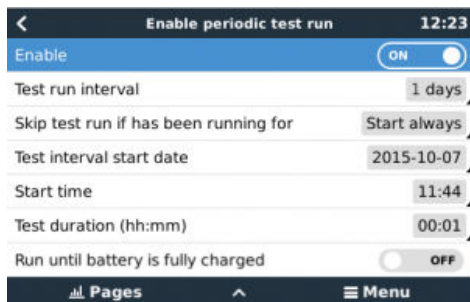 Enable periodic test run 12:23
Enable ON
Test run interval 1 days
Skip test run if has been running for Start always
Test interval start date 2015-10-07
Start time 11:44
Test duration (hh:mm) 00:01
Run until battery is fully charged OFF
Pages Menu